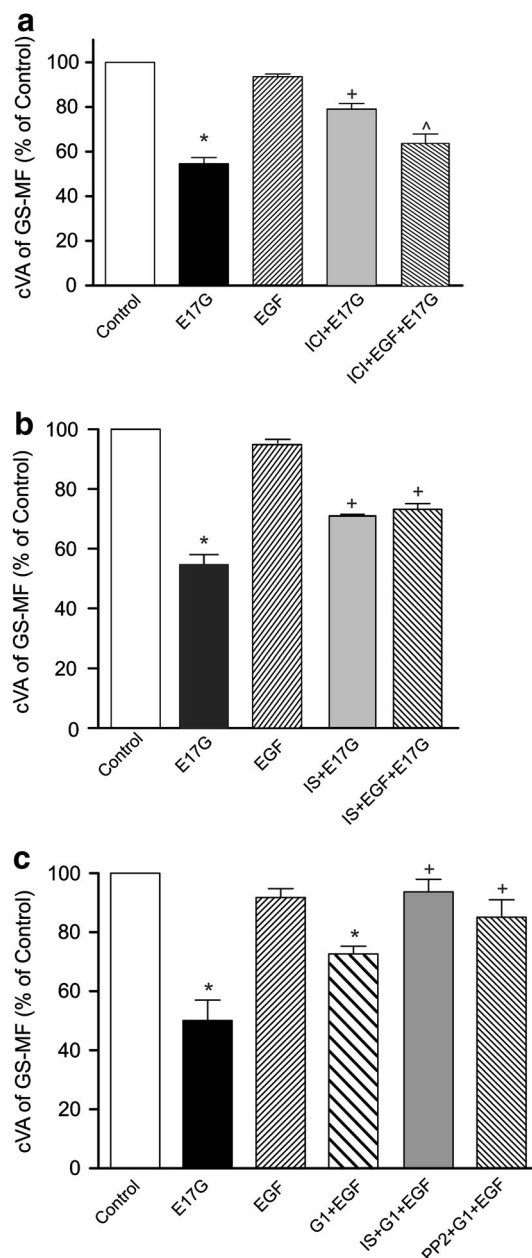 a
cVA of GS-MF (% of Control)
100
80
60
40
20
0
*
+
^
Control
E17G
EGF
ICI+E17G
ICI+EGF+E17G
b
cVA of GS-MF (% of Control)
100
80
60
40
20
0
*
+
+
Control
E17G
EGF
IS+E17G
IS+EGF+E17G
c
cVA of GS-MF (% of Control)
100
80
60
40
20
0
*
*
+
+
Control
E17G
EGF
G1+EGF
IS+G1+EGF
PP2+G1+EGF